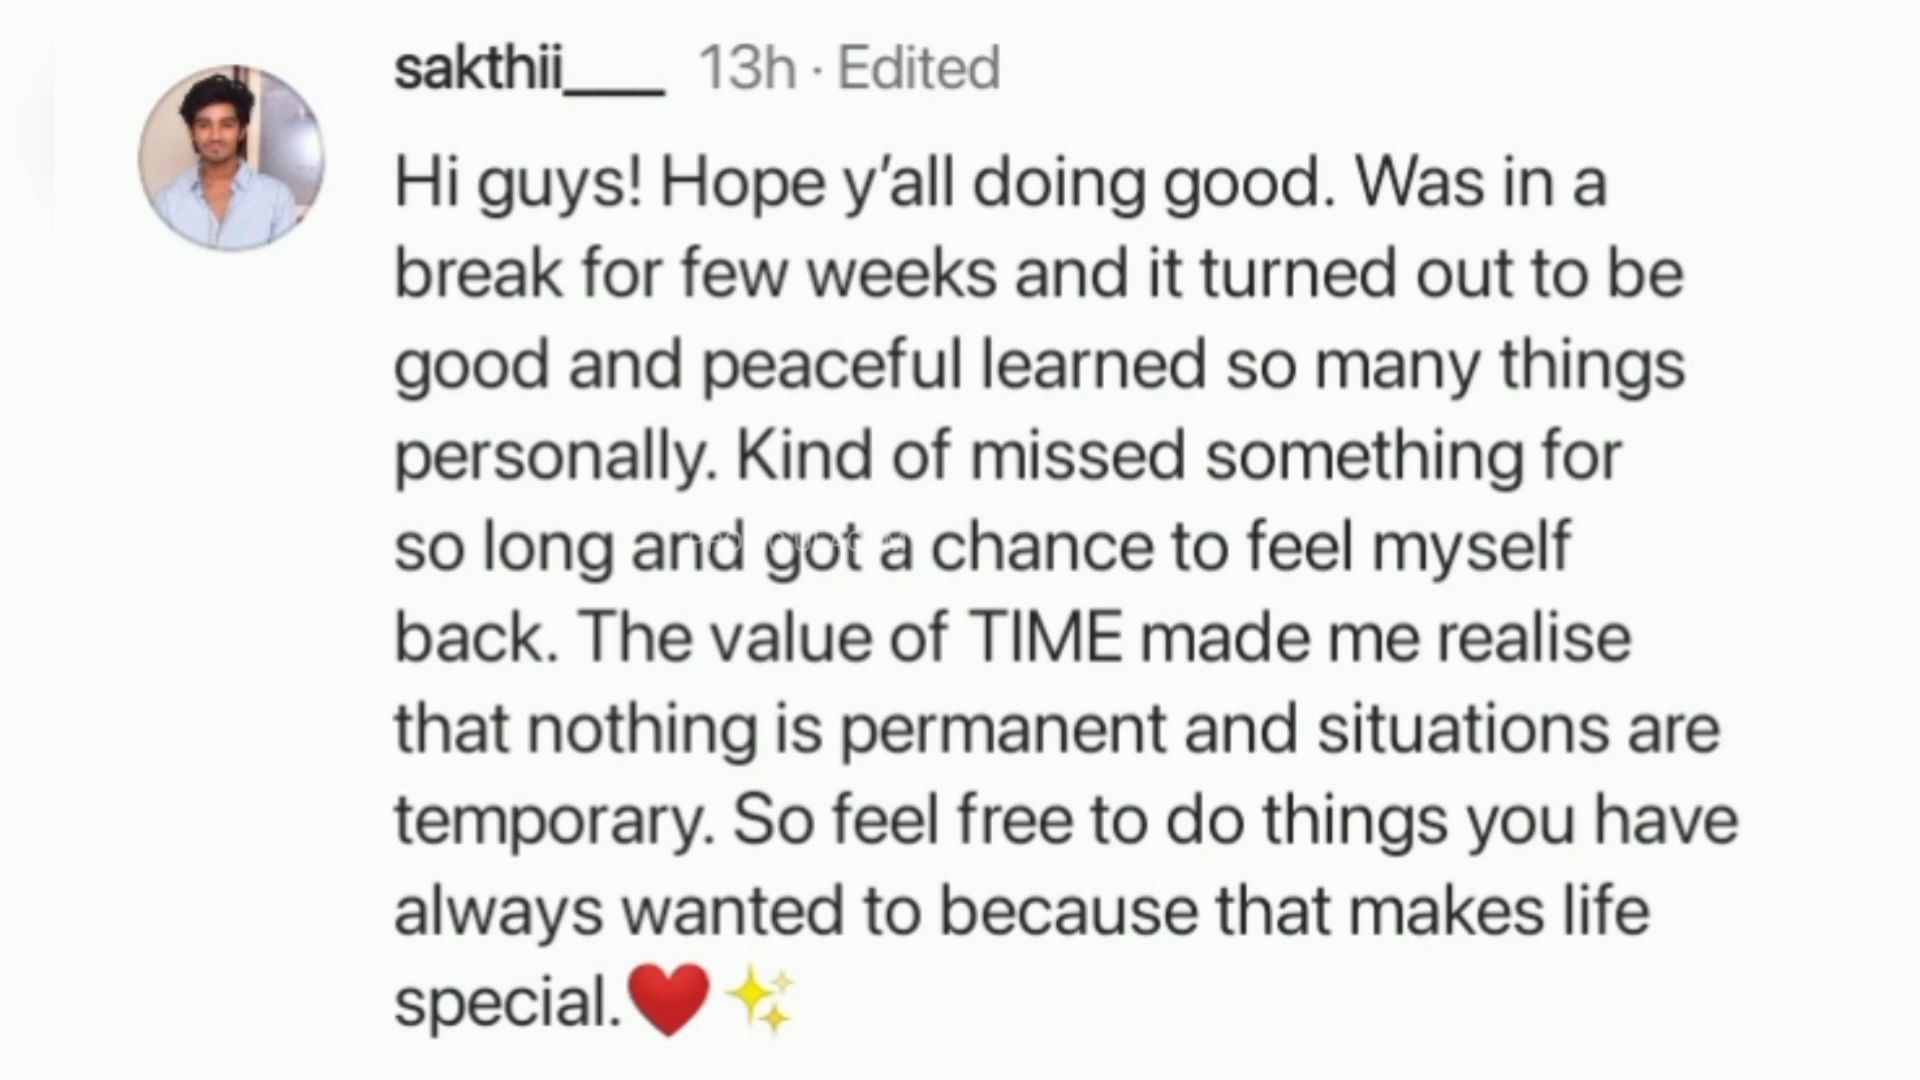 sakthii___ 13h · Edited
Hi guys! Hope y'all doing good. Was in a
break for few weeks and it turned out to be
good and peaceful learned so many things
personally. Kind of missed something for
so long and got a chance to feel myself
back. The value of TIME made me realise
that nothing is permanent and situations are
temporary. So feel free to do things you have
always wanted to because that makes life
special.❤️✨